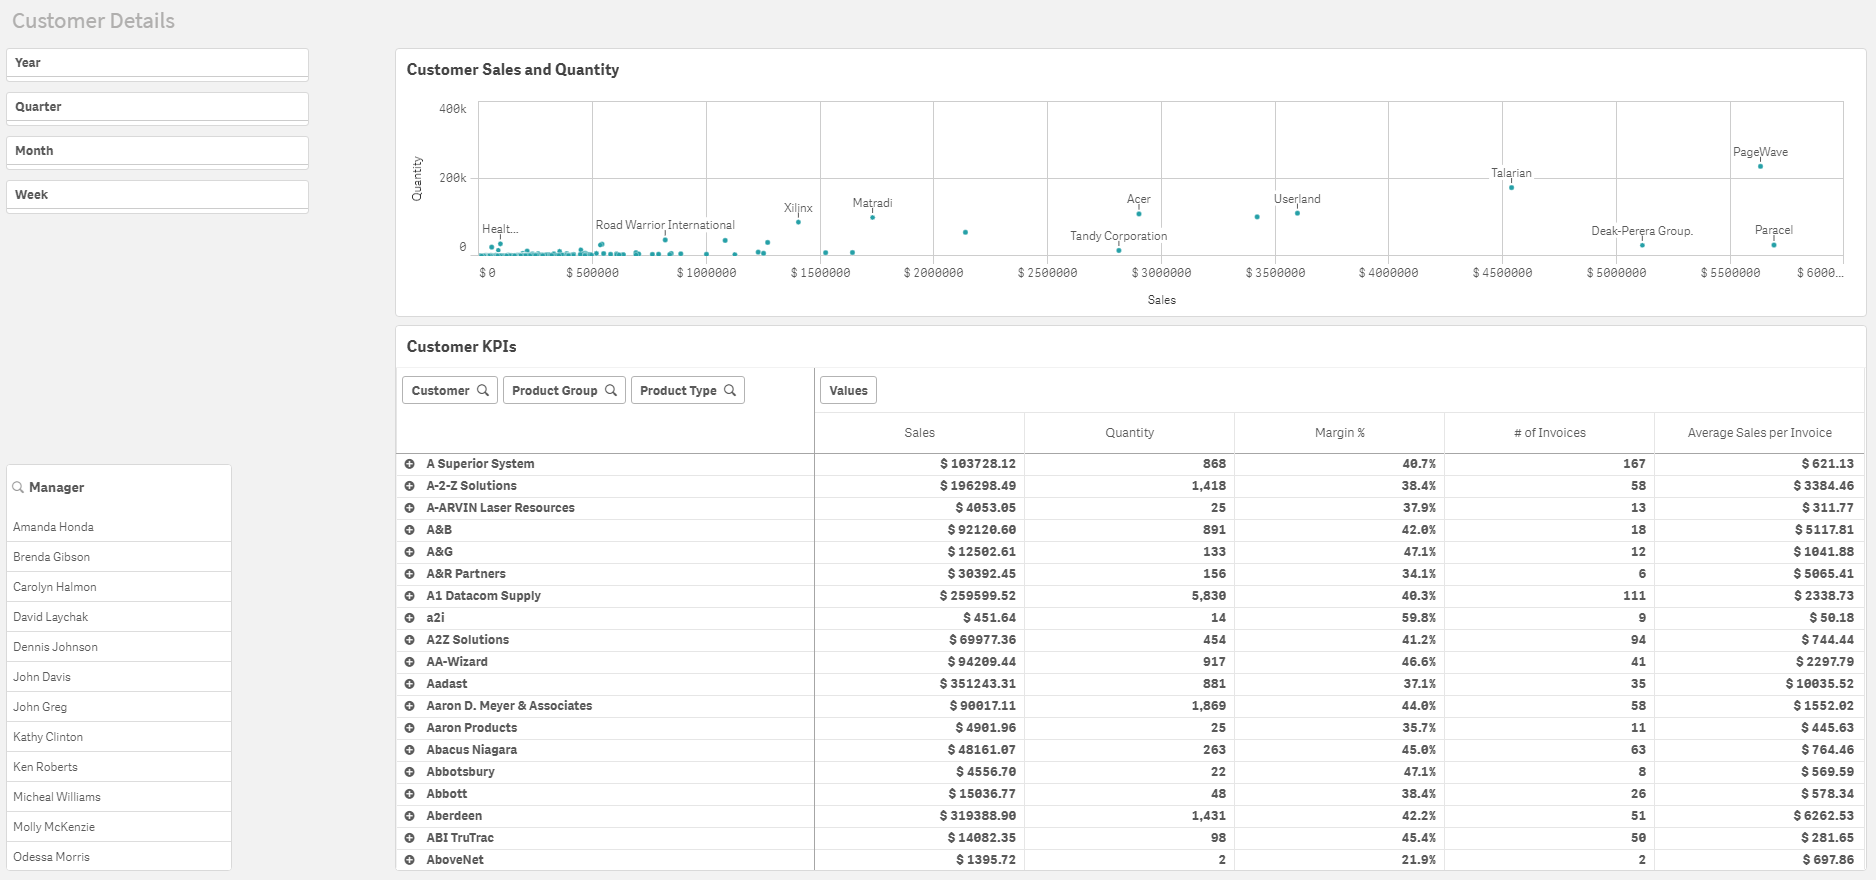 Customer Details
Year
Quarter
Month
Week
Manager
Amanda Honda
Brenda Gibson
Carolyn Halmon
David Laychak
Dennis Johnson
John Davis
John Greg
Kathy Clinton
Ken Roberts
Micheal Williams
Molly McKenzie
Odessa Morris
Customer Sales and Quantity
400k
200k
0
Quantity
Healt...
Road Warrior International
Xilinx
Matradi
Acer
Tandy Corporation
Userland
Talarian
Deak-Perera Group.
PageWave
Paracel
$ 0 $ 500000 $ 1000000 $ 1500000 $ 2000000 $ 2500000 $ 3000000 $ 3500000 $ 4000000 $ 4500000 $ 5000000 $ 5500000 $ 6000...
Sales
Customer KPIs
Customer Product Group Product Type Values
Sales Quantity Margin % # of Invoices Average Sales per Invoice
A Superior System $ 103728.12 868 40.7% 167 $ 621.13
A-2-Z Solutions $ 196298.49 1,418 38.4% 58 $ 3384.46
A-ARVIN Laser Resources $ 4053.05 25 37.9% 13 $ 311.77
A&B $ 92120.60 891 42.0% 18 $ 5117.81
A&G $ 12502.61 133 47.1% 12 $ 1041.88
A&R Partners $ 30392.45 156 34.1% 6 $ 5065.41
A1 Datacom Supply $ 259599.52 5,830 40.3% 111 $ 2338.73
a2i $ 451.64 14 59.8% 9 $ 50.18
A2Z Solutions $ 69977.36 454 41.2% 94 $ 744.44
AA-Wizard $ 94209.44 917 46.6% 41 $ 2297.79
Aadast $ 351243.31 881 37.1% 35 $ 10035.52
Aaron D. Meyer & Associates $ 90017.11 1,869 44.0% 58 $ 1552.02
Aaron Products $ 4901.96 25 35.7% 11 $ 445.63
Abacus Niagara $ 48161.07 263 45.0% 63 $ 764.46
Abbotsbury $ 4556.70 22 47.1% 8 $ 569.59
Abbott $ 15036.77 48 38.4% 26 $ 578.34
Aberdeen $ 319388.90 1,431 42.2% 51 $ 6262.53
ABI TruTrac $ 14082.35 98 45.4% 50 $ 281.65
AboveNet $ 1395.72 2 21.9% 2 $ 697.86